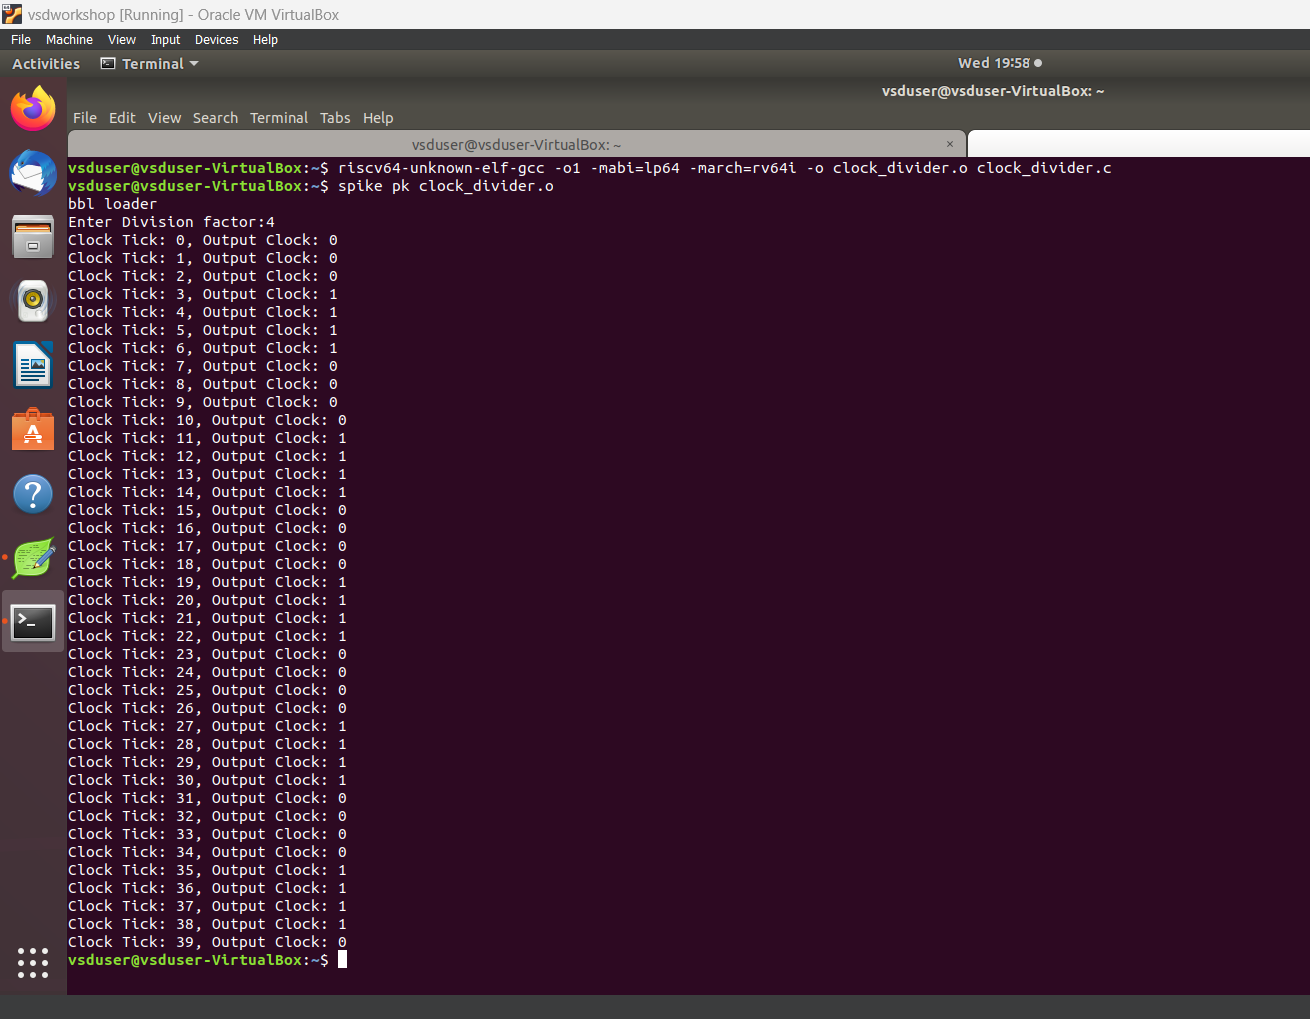 vsdworkshop [Running] - Oracle VM VirtualBox
File Machine View Input Devices Help
Activities Terminal Wed 19:58
vsduser@vsduser-VirtualBox: ~
File Edit View Search Terminal Tabs Help
vsduser@vsduser-VirtualBox: ~ ×
vsduser@vsduser-VirtualBox:~$ riscv64-unknown-elf-gcc -o1 -mabi=lp64 -march=rv64i -o clock_divider.o clock_divider.c
vsduser@vsduser-VirtualBox:~$ spike pk clock_divider.o
bbl loader
Enter Division factor:4
Clock Tick: 0, Output Clock: 0
Clock Tick: 1, Output Clock: 0
Clock Tick: 2, Output Clock: 0
Clock Tick: 3, Output Clock: 1
Clock Tick: 4, Output Clock: 1
Clock Tick: 5, Output Clock: 1
Clock Tick: 6, Output Clock: 1
Clock Tick: 7, Output Clock: 0
Clock Tick: 8, Output Clock: 0
Clock Tick: 9, Output Clock: 0
Clock Tick: 10, Output Clock: 0
Clock Tick: 11, Output Clock: 1
Clock Tick: 12, Output Clock: 1
Clock Tick: 13, Output Clock: 1
Clock Tick: 14, Output Clock: 1
Clock Tick: 15, Output Clock: 0
Clock Tick: 16, Output Clock: 0
Clock Tick: 17, Output Clock: 0
Clock Tick: 18, Output Clock: 0
Clock Tick: 19, Output Clock: 1
Clock Tick: 20, Output Clock: 1
Clock Tick: 21, Output Clock: 1
Clock Tick: 22, Output Clock: 1
Clock Tick: 23, Output Clock: 0
Clock Tick: 24, Output Clock: 0
Clock Tick: 25, Output Clock: 0
Clock Tick: 26, Output Clock: 0
Clock Tick: 27, Output Clock: 1
Clock Tick: 28, Output Clock: 1
Clock Tick: 29, Output Clock: 1
Clock Tick: 30, Output Clock: 1
Clock Tick: 31, Output Clock: 0
Clock Tick: 32, Output Clock: 0
Clock Tick: 33, Output Clock: 0
Clock Tick: 34, Output Clock: 0
Clock Tick: 35, Output Clock: 1
Clock Tick: 36, Output Clock: 1
Clock Tick: 37, Output Clock: 1
Clock Tick: 38, Output Clock: 1
Clock Tick: 39, Output Clock: 0
vsduser@vsduser-VirtualBox:~$